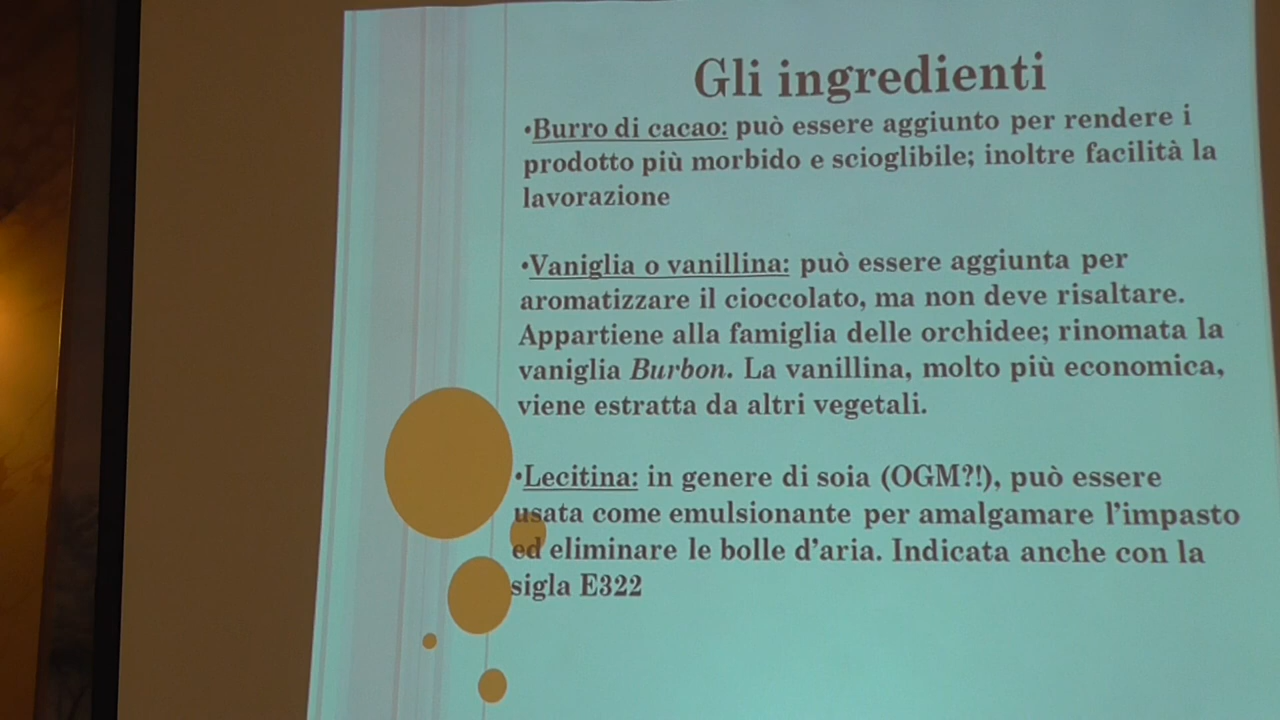 Gli ingredienti
•Burro di cacao: può essere aggiunto per rendere i
prodotto più morbido e scioglibile; inoltre facilità la
lavorazione
•Vaniglia o vanillina: può essere aggiunta per
aromatizzare il cioccolato, ma non deve risaltare.
Appartiene alla famiglia delle orchidee; rinomata la
vaniglia Burbon. La vanillina, molto più economica,
viene estratta da altri vegetali.
•Lecitina: in genere di soia (OGM?!), può essere
usata come emulsionante per amalgamare l'impasto
ed eliminare le bolle d'aria. Indicata anche con la
sigla E322